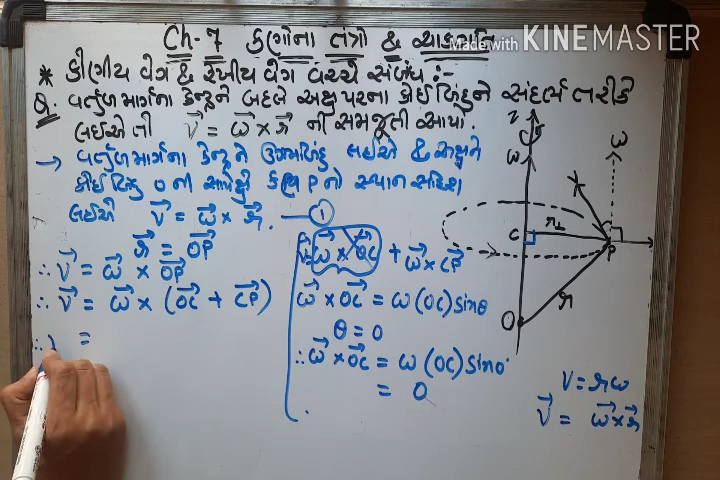 Made with KINEMASTER
Ch-7 કણોના તંત્રો & ચાકગતિ
* કોણીય વેગ & રેખીય વેગ વચ્ચે સંબંધ:-
Q. વર્તુળમાર્ગના કેન્દ્રને બદલે અક્ષ પરના કોઈ બિંદુને સંદર્ભ તરીકે
લઈએ તો v⃗ = ω⃗ × r⃗ ની સમજૂતી આપો.
→ વર્તુળમાર્ગના કેન્દ્રને ઉગમબિંદુ લઈએ &
કોઈ બિંદુ O ની સાપેક્ષે કણ P નો સ્થાન સદિશ
લઈએ v⃗ = ω⃗ × r⃗. —①
r⃗ = OP⃗
∴ v⃗ = ω⃗ × OP⃗
∴ v⃗ = ω⃗ × (OC⃗ + CP⃗)
∴ =
ω⃗ × OC⃗ + ω⃗ × CP⃗
ω⃗ × OC⃗ = ω (OC) sinθ
θ = 0
∴ ω⃗ × OC⃗ = ω (OC) sin0°
= 0
z
ω
ω
C
r⊥
P
O
r
v = rω
v⃗ = ω⃗ × r⃗